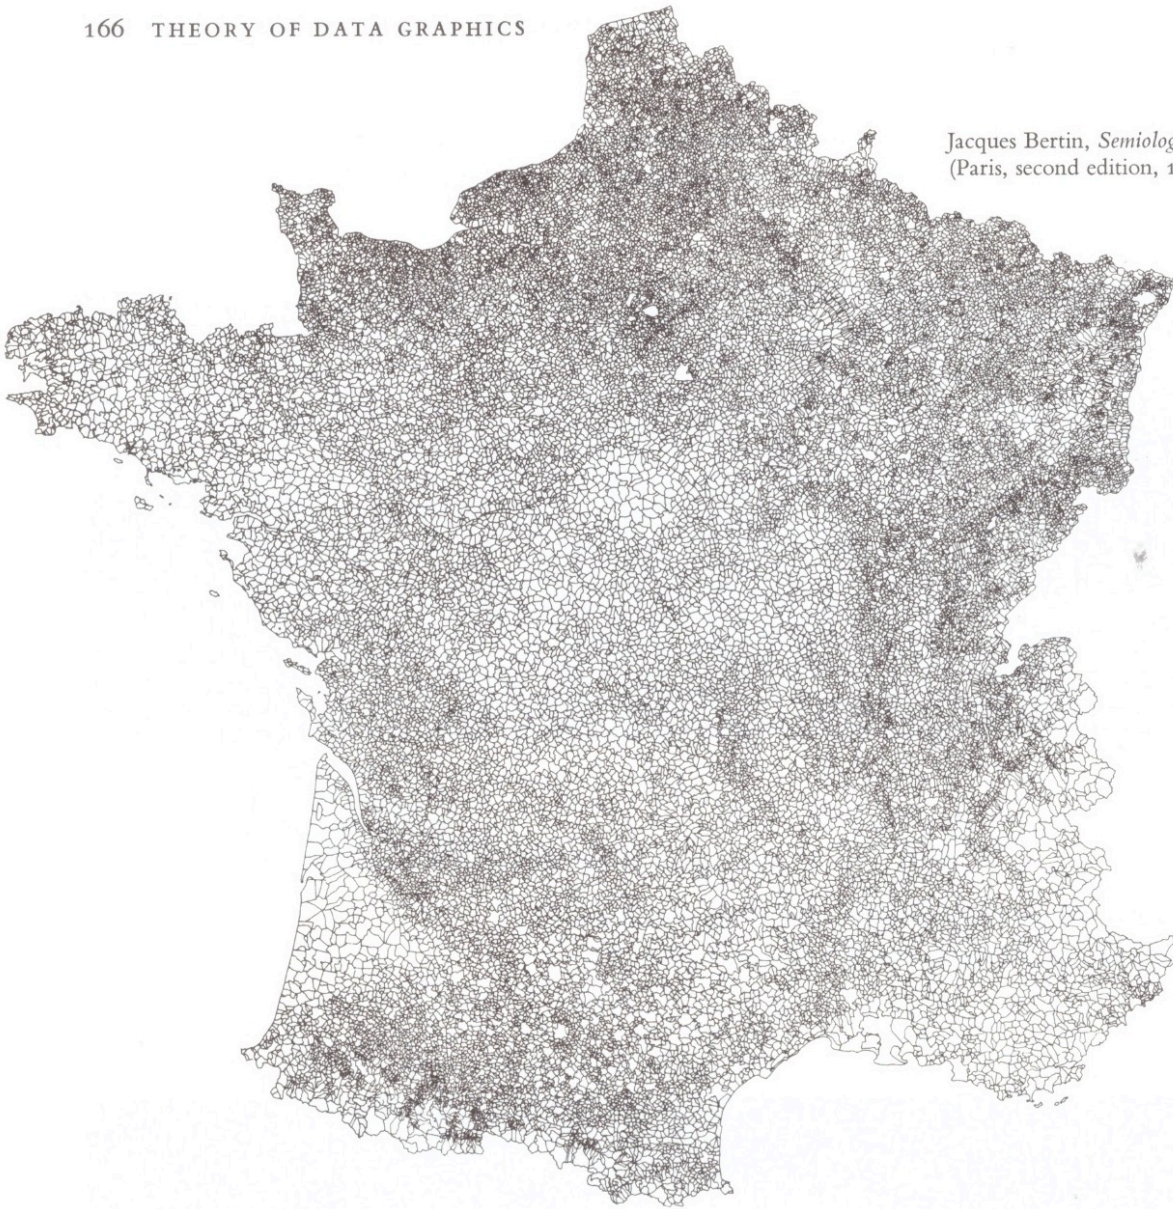 166 THEORY OF DATA GRAPHICS
Jacques Bertin, Semiolog
(Paris, second edition, 1